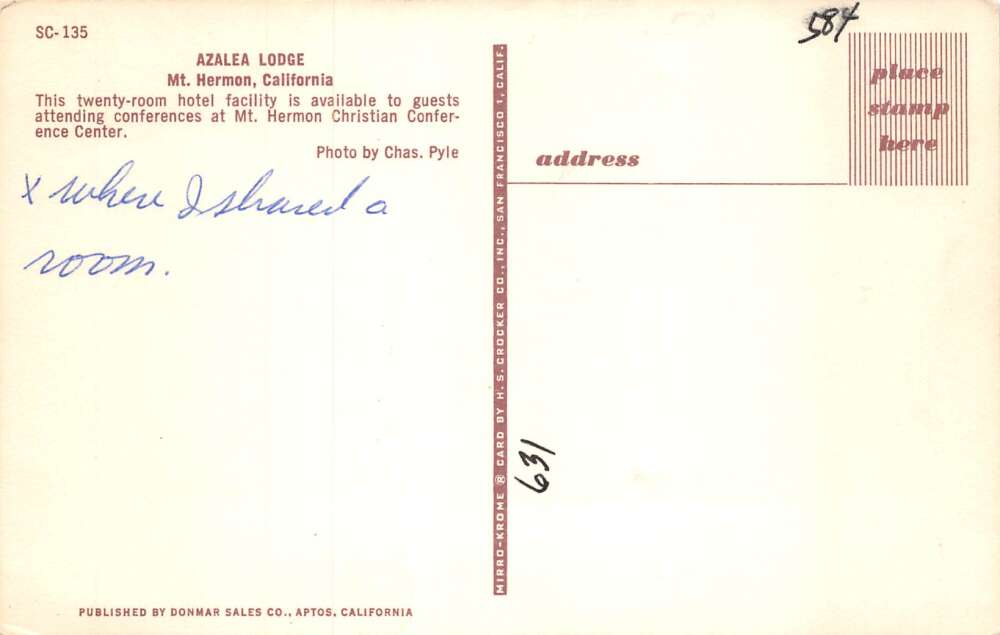 SC-135
AZALEA LODGE
Mt. Hermon, California
This twenty-room hotel facility is available to guests
attending conferences at Mt. Hermon Christian Confer-
ence Center.
Photo by Chas. Pyle
x where I shared a
room.
PUBLISHED BY DONMAR SALES CO., APTOS, CALIFORNIA
MIRRO-KROME ® CARD BY H. S. CROCKER CO., INC., SAN FRANCISCO 1, CALIF.
584
place
stamp
here
address
631